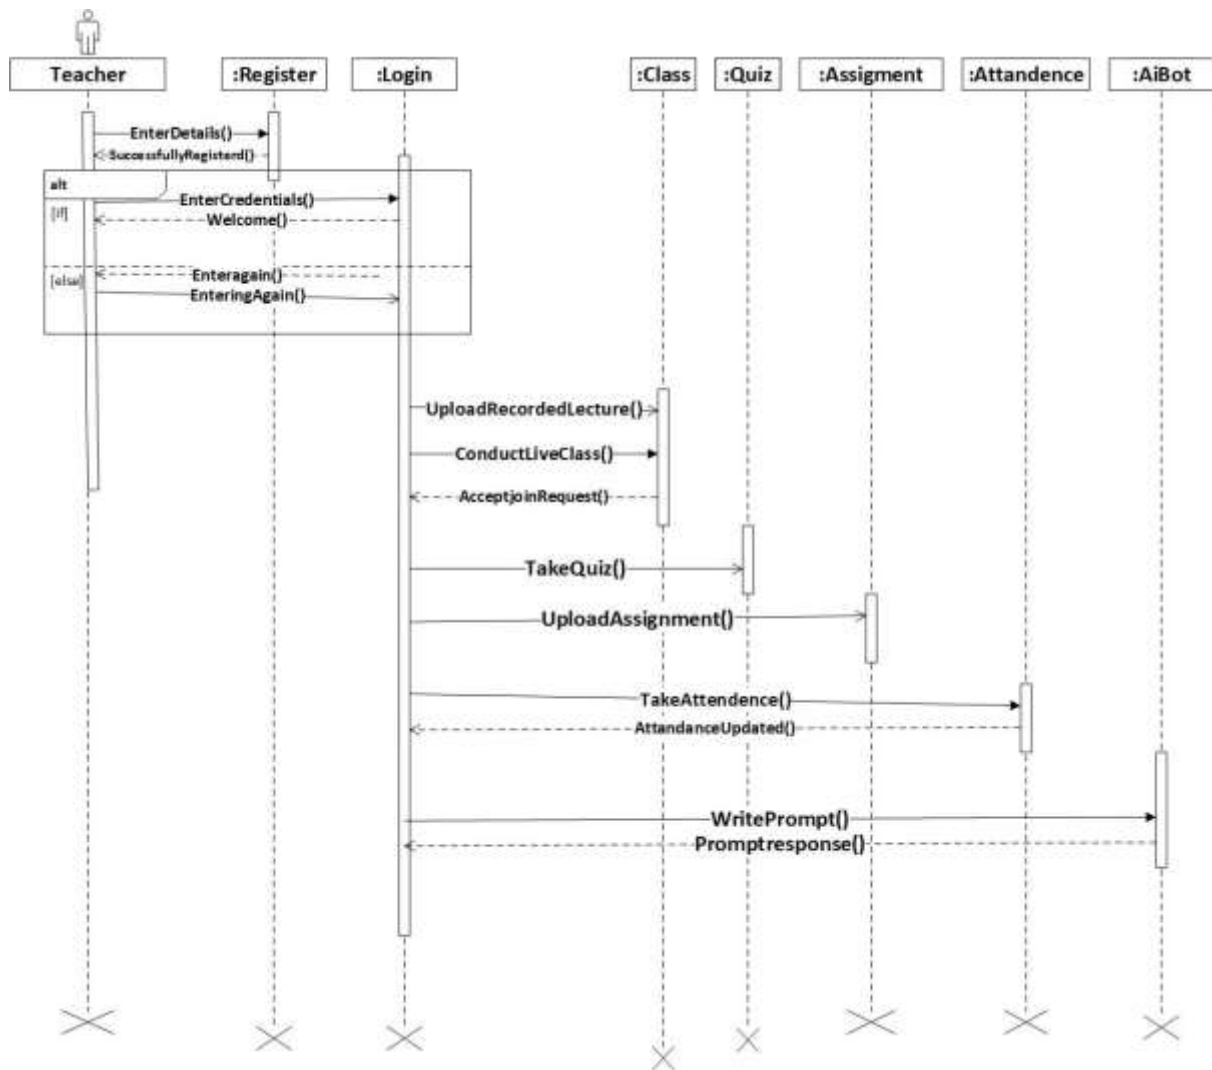 Teacher
:Register
:Login
:Class
:Quiz
:Assigment
:Attandence
:AiBot
EnterDetails()
SuccessfullyRegisterd()
alt
EnterCredentials()
[if]
Welcome()
Enteragain()
[else]
EnteringAgain()
UploadRecordedLecture()
ConductLiveClass()
AcceptjoinRequest()
TakeQuiz()
UploadAssignment()
TakeAttendence()
AttandanceUpdated()
WritePrompt()
Promptresponse()